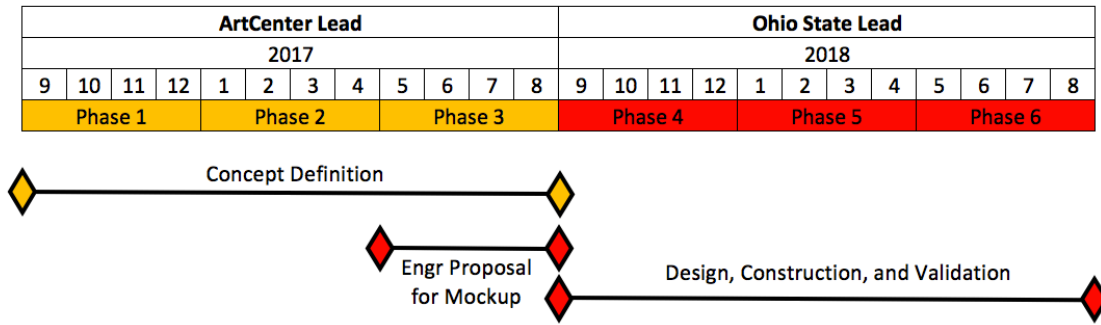 ArtCenter Lead Ohio State Lead
2017 2018
9 10 11 12 1 2 3 4 5 6 7 8 9 10 11 12 1 2 3 4 5 6 7 8
Phase 1 Phase 2 Phase 3 Phase 4 Phase 5 Phase 6
Concept Definition
Engr Proposal
for Mockup
Design, Construction, and Validation